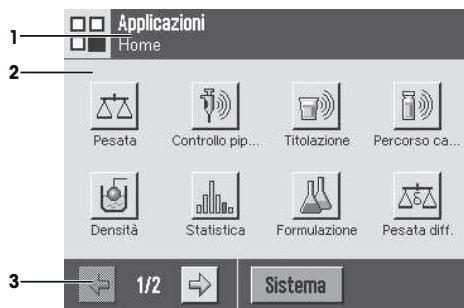 Applicazioni
Home
1
2
Pesata
Controllo pip...
Titolazione
Percorso ca...
Densità
Statistica
Formulazione
Pesata diff.
3
1/2
Sistema